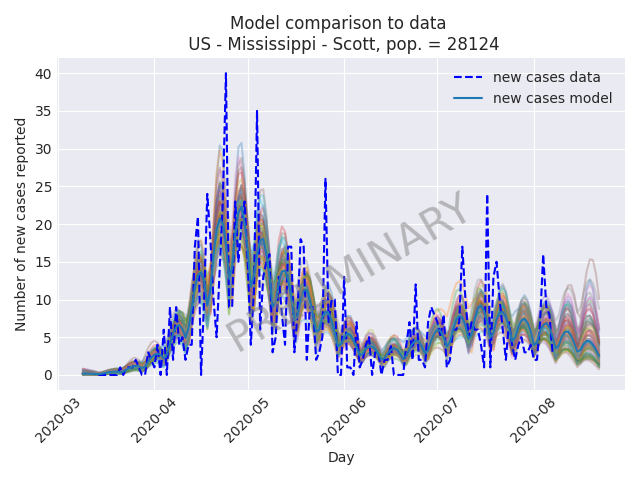 Model comparison to data
US - Mississippi - Scott, pop. = 28124
40
35
30
25
20
15
10
5
0
Number of new cases reported
new cases data
new cases model
PRELIMINARY
2020-03
2020-04
2020-05
2020-06
2020-07
2020-08
Day